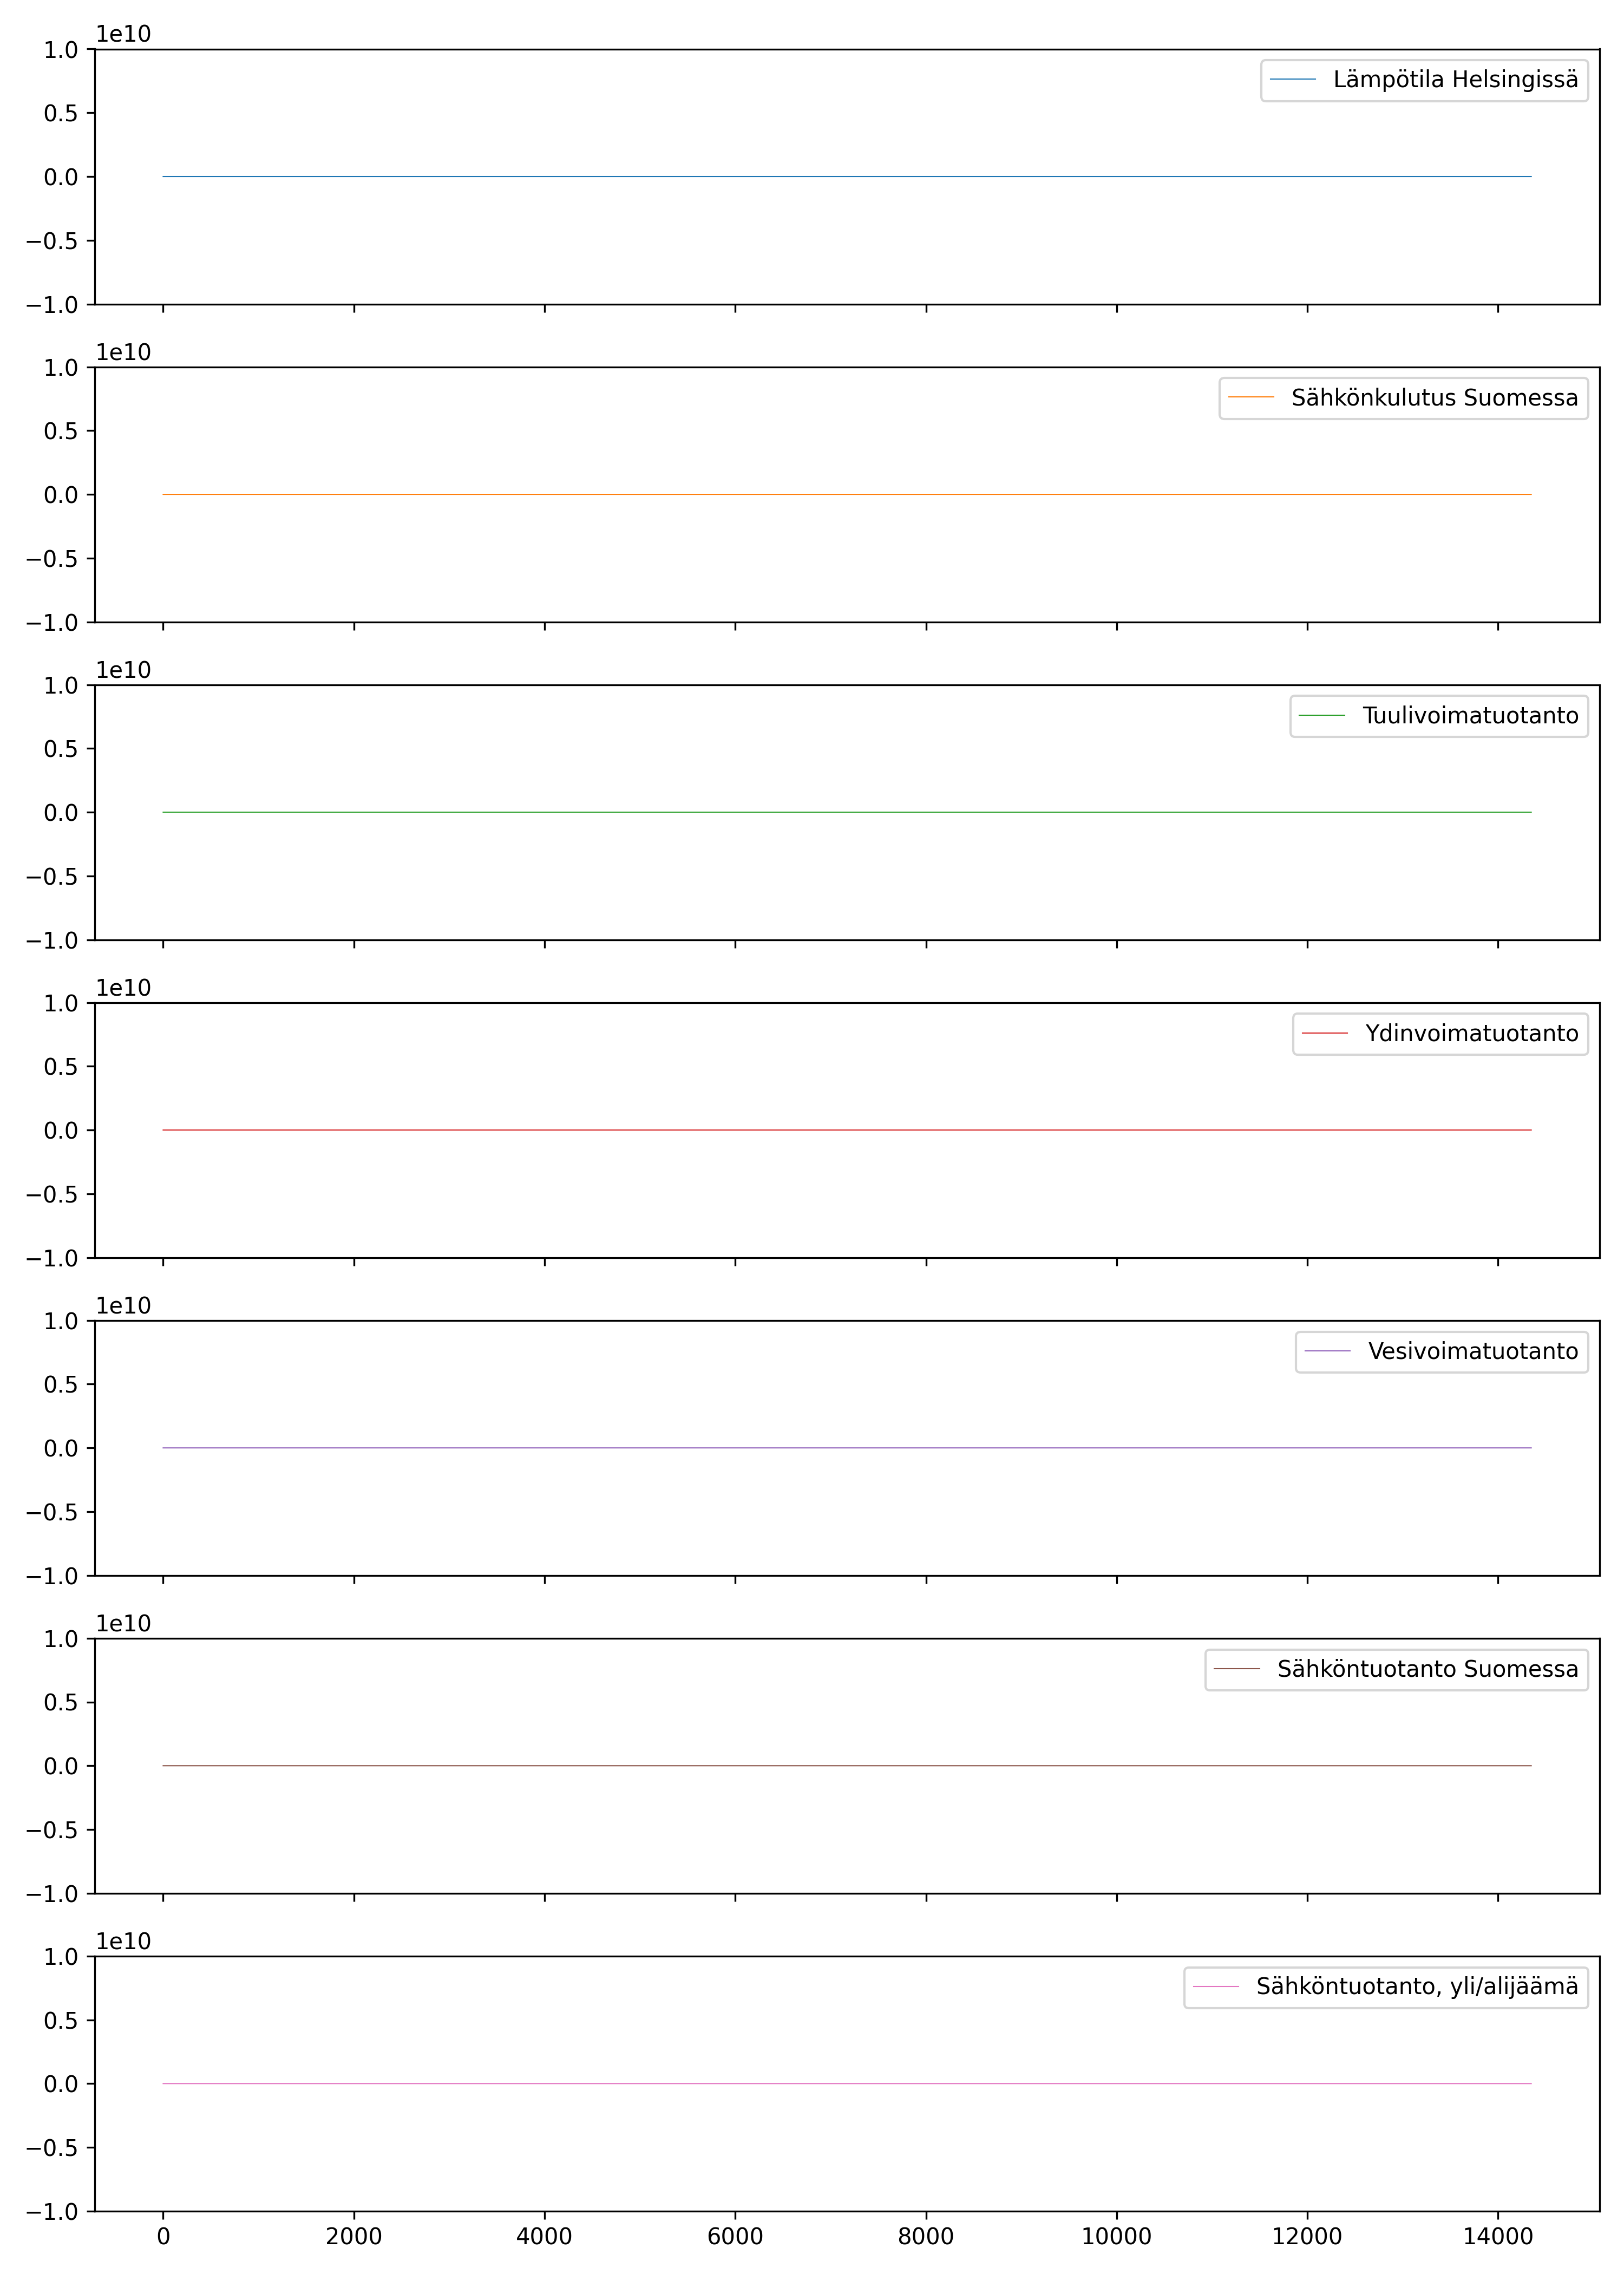 1e10
1.0
Lämpötila Helsingissä
0.5
0.0
−0.5
−1.0
1e10
1.0
Sähkönkulutus Suomessa
0.5
0.0
−0.5
−1.0
1e10
1.0
Tuulivoimatuotanto
0.5
0.0
−0.5
−1.0
1e10
1.0
Ydinvoimatuotanto
0.5
0.0
−0.5
−1.0
1e10
1.0
Vesivoimatuotanto
0.5
0.0
−0.5
−1.0
1e10
1.0
Sähköntuotanto Suomessa
0.5
0.0
−0.5
−1.0
1e10
1.0
Sähköntuotanto, yli/alijäämä
0.5
0.0
−0.5
−1.0
0 2000 4000 6000 8000 10000 12000 14000